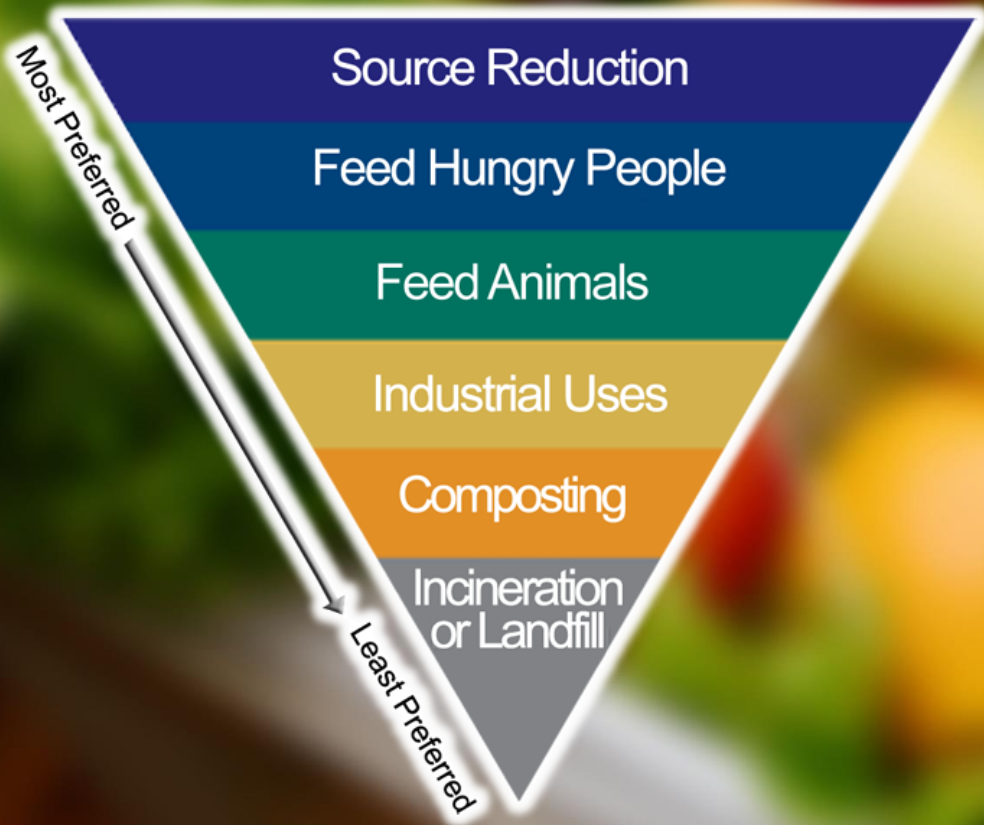 Most Preferred
Source Reduction
Feed Hungry People
Feed Animals
Industrial Uses
Composting
Incineration
or Landfill
Least Preferred